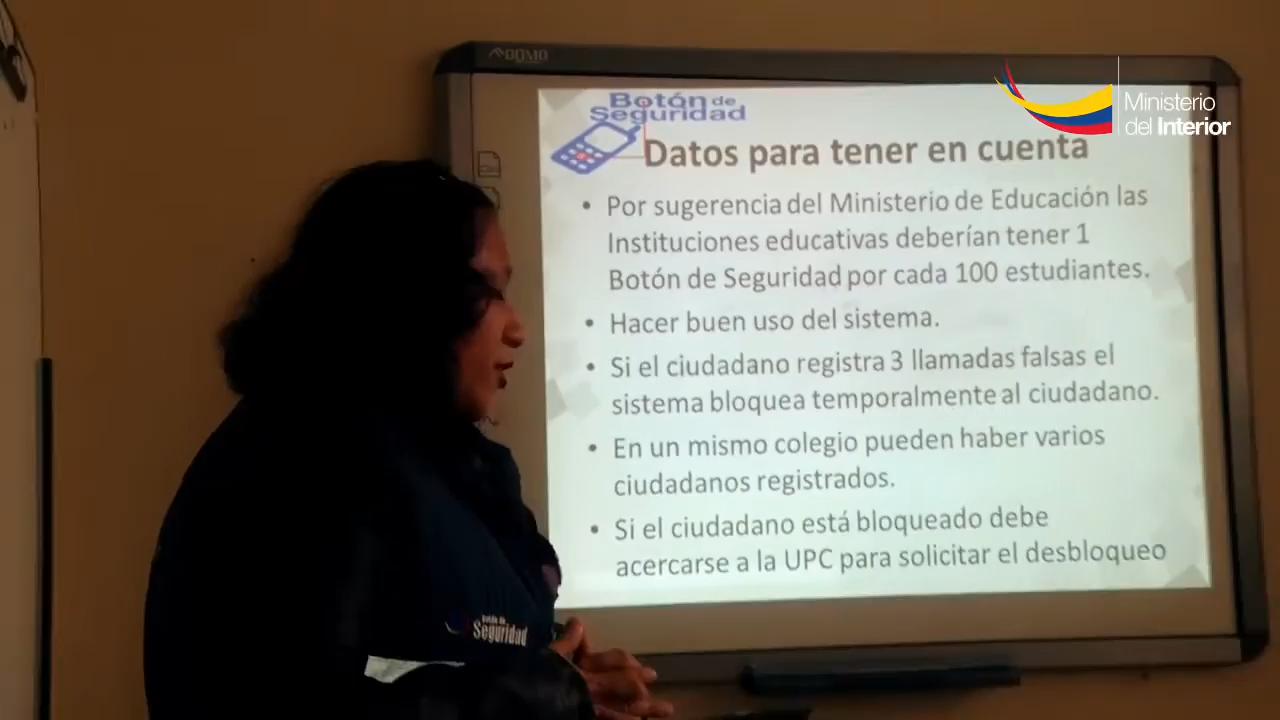 DOMO
Ministerio
del Interior
Botón de
Seguridad
Datos para tener en cuenta
• Por sugerencia del Ministerio de Educación las
Instituciones educativas deberían tener 1
Botón de Seguridad por cada 100 estudiantes.
• Hacer buen uso del sistema.
• Si el ciudadano registra 3 llamadas falsas el
sistema bloquea temporalmente al ciudadano.
• En un mismo colegio pueden haber varios
ciudadanos registrados.
• Si el ciudadano está bloqueado debe
acercarse a la UPC para solicitar el desbloqueo
Botón de
Seguridad